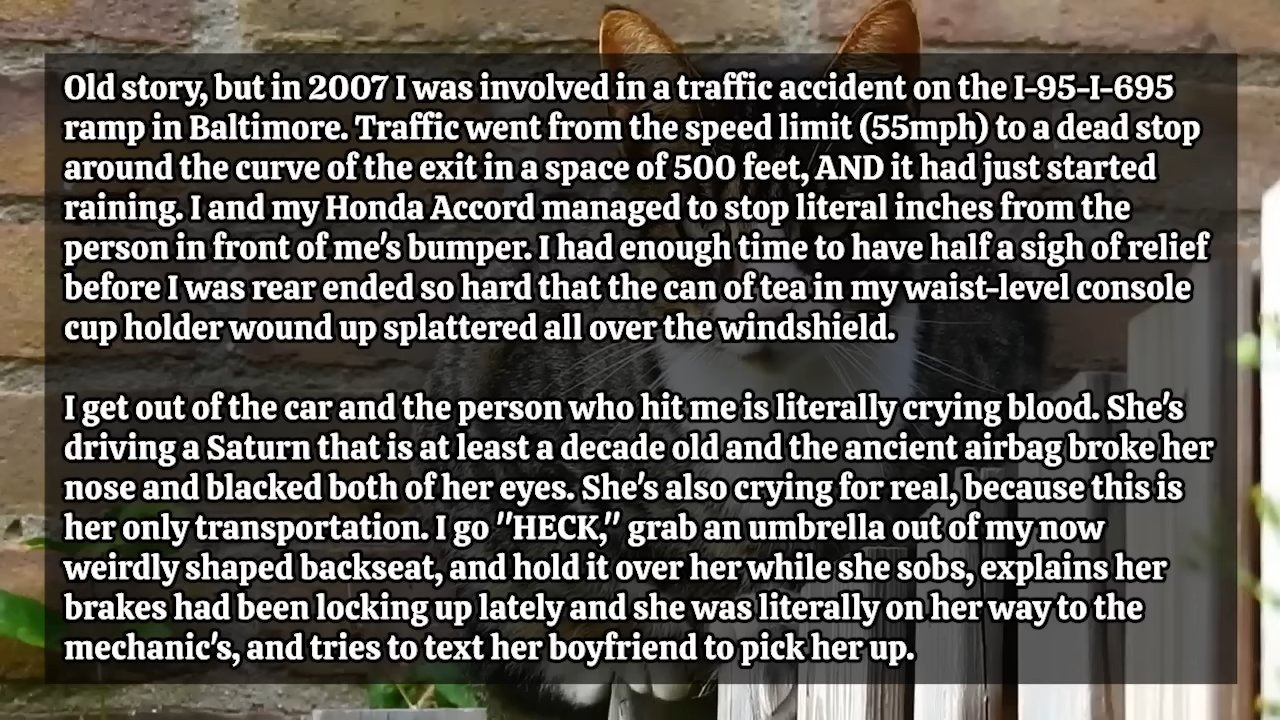 Old story, but in 2007 I was involved in a traffic accident on the I-95-I-695
ramp in Baltimore. Traffic went from the speed limit (55mph) to a dead stop
around the curve of the exit in a space of 500 feet, AND it had just started
raining. I and my Honda Accord managed to stop literal inches from the
person in front of me's bumper. I had enough time to have half a sigh of relief
before I was rear ended so hard that the can of tea in my waist-level console
cup holder wound up splattered all over the windshield.
I get out of the car and the person who hit me is literally crying blood. She's
driving a Saturn that is at least a decade old and the ancient airbag broke her
nose and blacked both of her eyes. She's also crying for real, because this is
her only transportation. I go "HECK," grab an umbrella out of my now
weirdly shaped backseat, and hold it over her while she sobs, explains her
brakes had been locking up lately and she was literally on her way to the
mechanic's, and tries to text her boyfriend to pick her up.